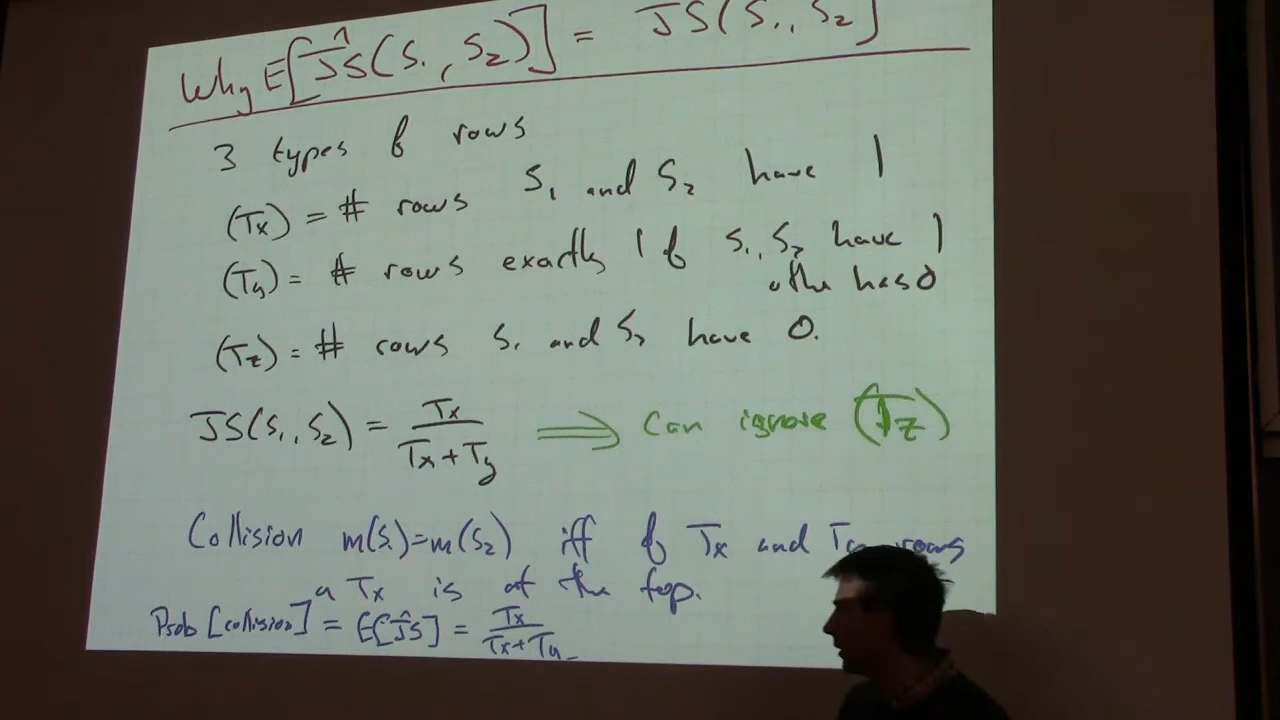 Why E[ĴS(S₁,S₂)] = JS(S₁,S₂)
3 types of rows
(Tx) = # rows S₁ and S₂ have 1
(Ty) = # rows exactly 1 of S₁,S₂ have 1
other has 0
(Tz) = # rows S₁ and S₂ have 0.
JS(S₁,S₂) = Tx / (Tx + Ty) ⟹ Can ignore (Tz)
Collision m(S₁)=m(S₂) iff of Tx and Ty rows
a Tx is at the top.
Prob[collision] = E[ĴS] = Tx / (Tx+Ty)